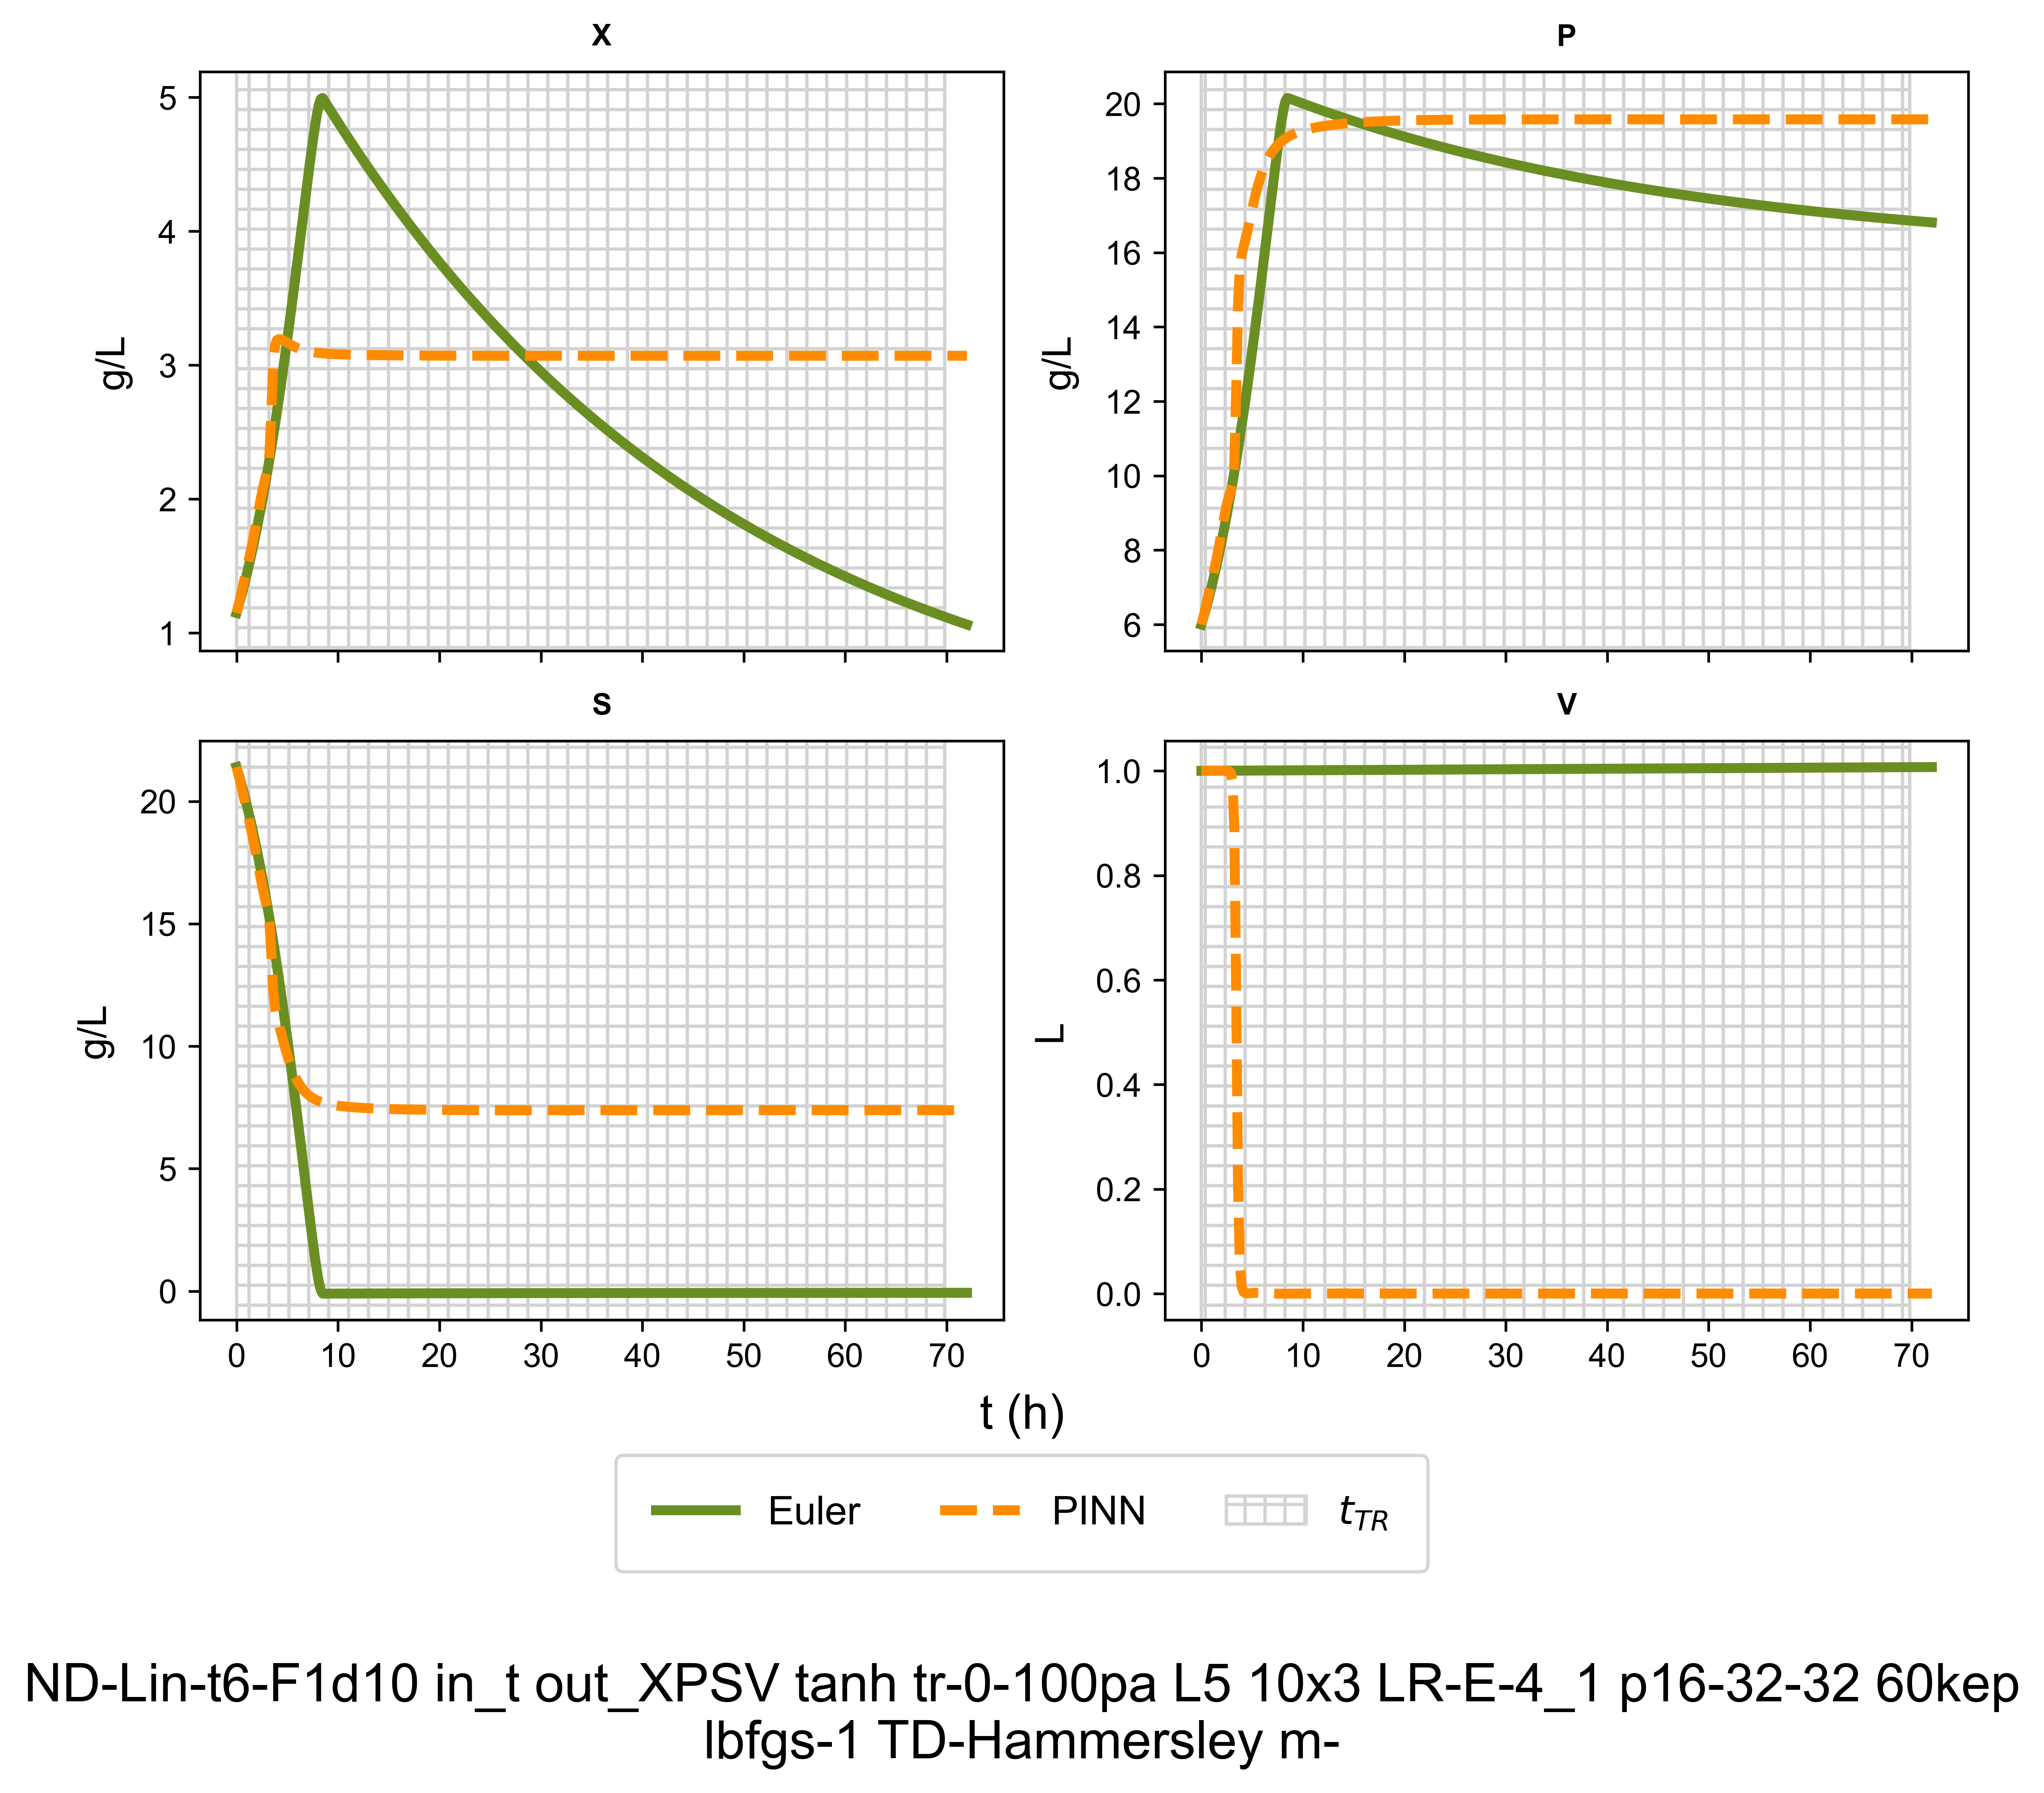 X
P
5
4
3
2
1
g/L
20
18
16
14
12
10
8
6
g/L
S
V
20
15
10
5
0
g/L
0 10 20 30 40 50 60 70
1.0
0.8
0.6
0.4
0.2
0.0
L
0 10 20 30 40 50 60 70
t (h)
Euler PINN t_TR
ND-Lin-t6-F1d10 in_t out_XPSV tanh tr-0-100pa L5 10x3 LR-E-4_1 p16-32-32 60kep
lbfgs-1 TD-Hammersley m-